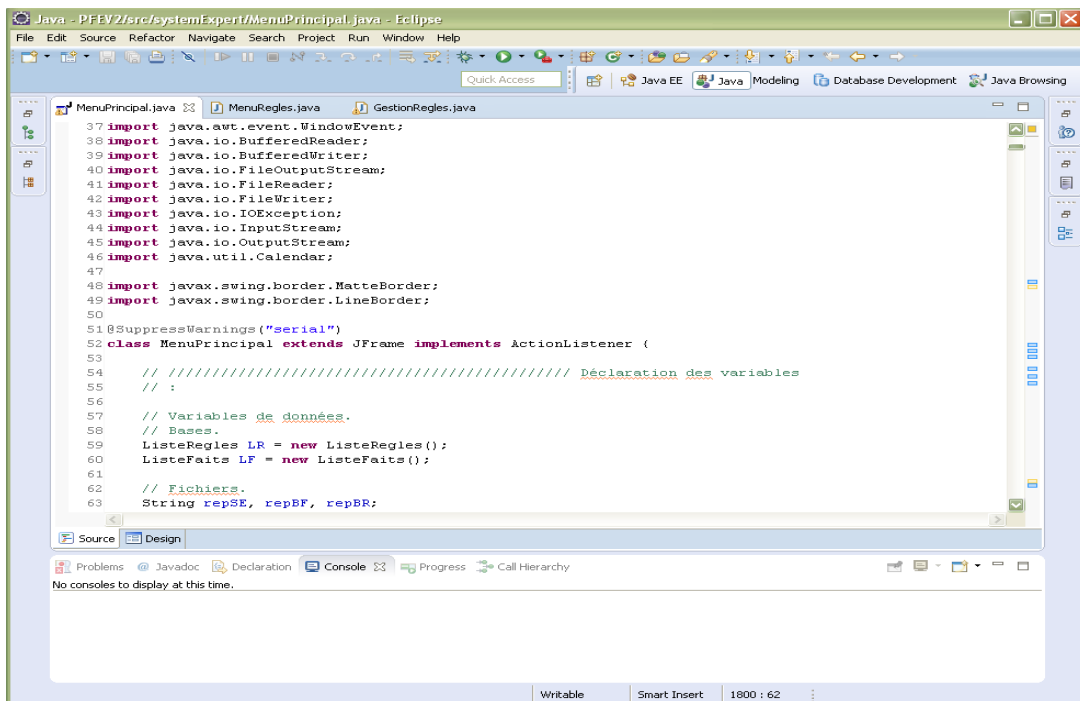 Java - PFEV2/src/systemExpert/MenuPrincipal.java - Eclipse
File Edit Source Refactor Navigate Search Project Run Window Help
Quick Access Java EE Java Modeling Database Development Java Browsing
MenuPrincipal.java MenuRegles.java GestionRegles.java
37 import java.awt.event.WindowEvent;
38 import java.io.BufferedReader;
39 import java.io.BufferedWriter;
40 import java.io.FileOutputStream;
41 import java.io.FileReader;
42 import java.io.FileWriter;
43 import java.io.IOException;
44 import java.io.InputStream;
45 import java.io.OutputStream;
46 import java.util.Calendar;
47
48 import javax.swing.border.MatteBorder;
49 import javax.swing.border.LineBorder;
50
51 @SuppressWarnings("serial")
52 class MenuPrincipal extends JFrame implements ActionListener {
53
54 // ////////////////////////////////////////////// Déclaration des variables
55 // :
56
57 // Variables de données.
58 // Bases.
59 ListeRegles LR = new ListeRegles();
60 ListeFaits LF = new ListeFaits();
61
62 // Fichiers.
63 String repSE, repBF, repBR;
Source Design
Problems @ Javadoc Declaration Console Progress Call Hierarchy
No consoles to display at this time.
Writable Smart Insert 1800 : 62